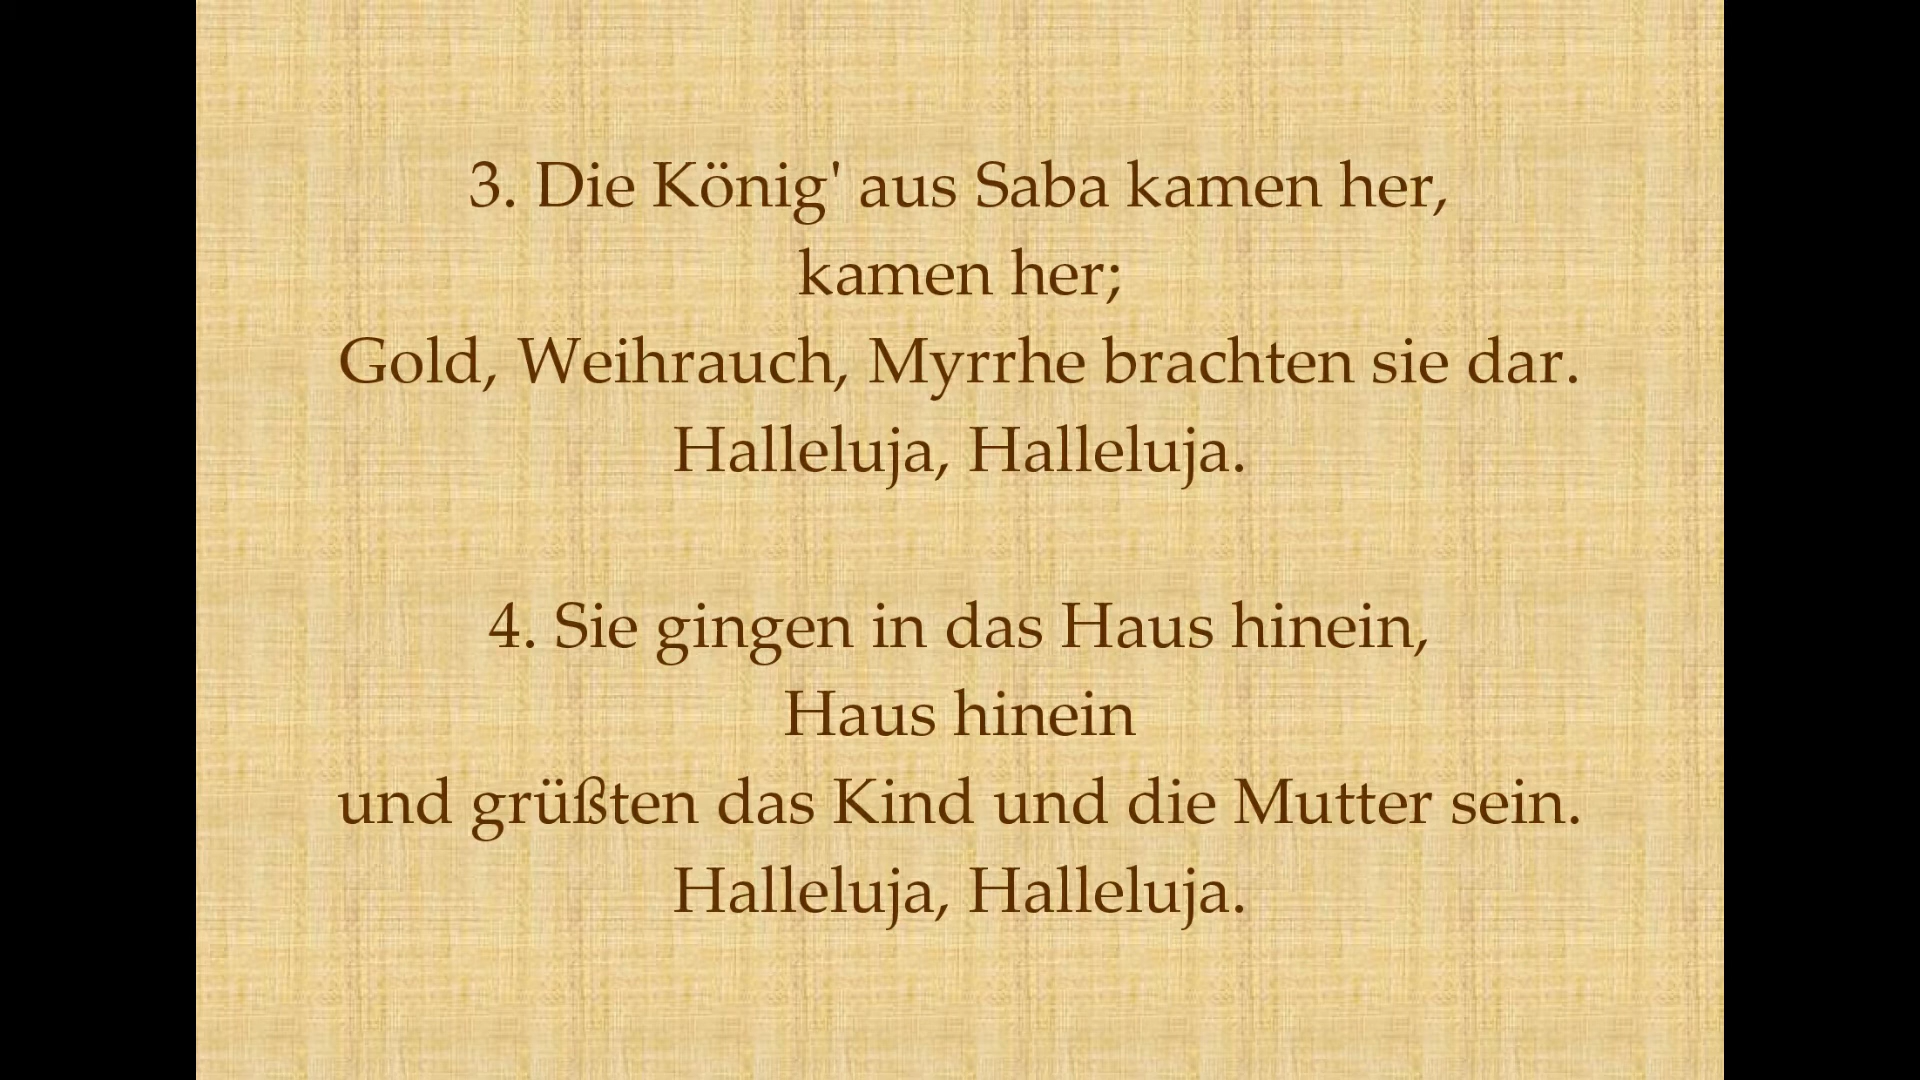 3. Die König' aus Saba kamen her,
kamen her;
Gold, Weihrauch, Myrrhe brachten sie dar.
Halleluja, Halleluja.
4. Sie gingen in das Haus hinein,
Haus hinein
und grüßten das Kind und die Mutter sein.
Halleluja, Halleluja.